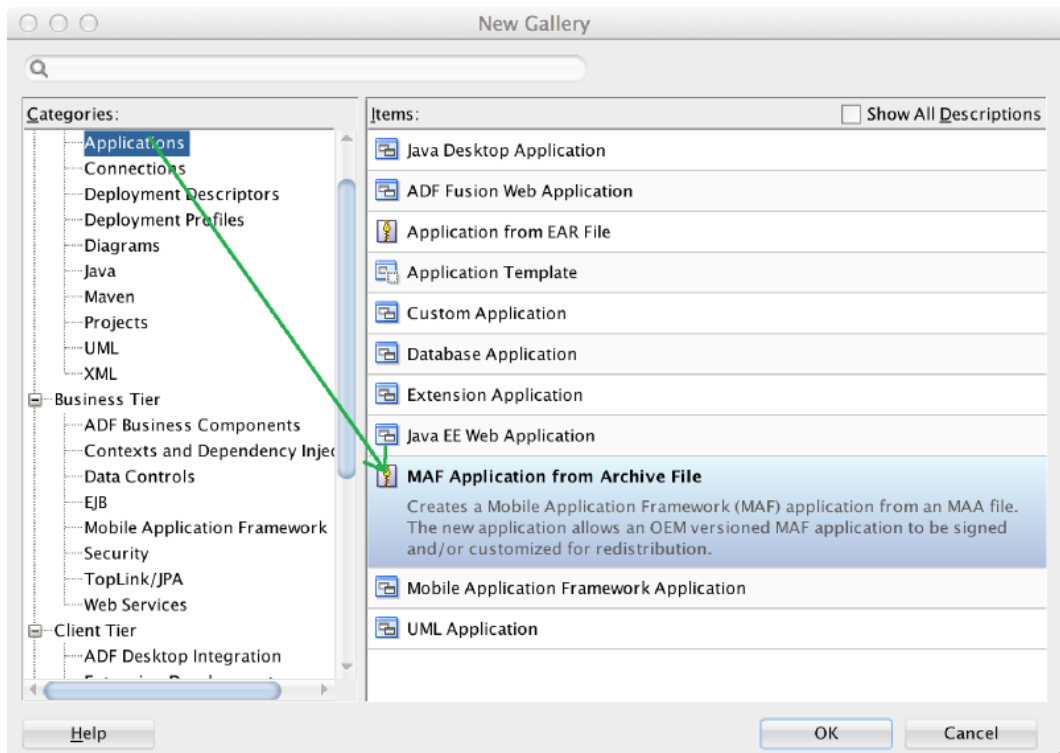 New Gallery
Categories:
Applications
Connections
Deployment Descriptors
Deployment Profiles
Diagrams
Java
Maven
Projects
UML
XML
Business Tier
ADF Business Components
Contexts and Dependency Injec
Data Controls
EJB
Mobile Application Framework
Security
TopLink/JPA
Web Services
Client Tier
ADF Desktop Integration
Items:
Show All Descriptions
Java Desktop Application
ADF Fusion Web Application
Application from EAR File
Application Template
Custom Application
Database Application
Extension Application
Java EE Web Application
MAF Application from Archive File
Creates a Mobile Application Framework (MAF) application from an MAA file.
The new application allows an OEM versioned MAF application to be signed
and/or customized for redistribution.
Mobile Application Framework Application
UML Application
Help
OK
Cancel